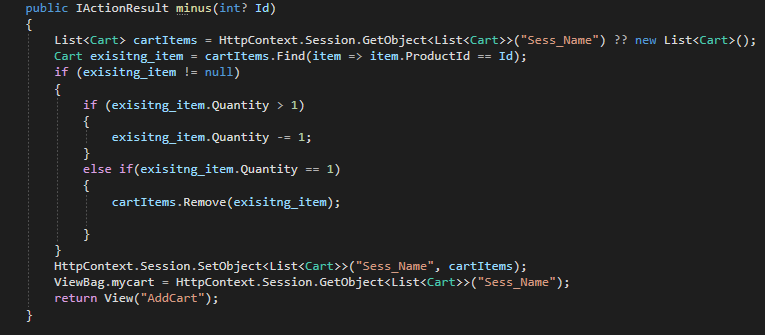 public IActionResult minus(int? Id)
{
List<Cart> cartItems = HttpContext.Session.GetObject<List<Cart>>("Sess_Name") ?? new List<Cart>();
Cart exisitng_item = cartItems.Find(item => item.ProductId == Id);
if (exisitng_item != null)
{
if (exisitng_item.Quantity > 1)
{
exisitng_item.Quantity -= 1;
}
else if(exisitng_item.Quantity == 1)
{
cartItems.Remove(exisitng_item);
}
}
HttpContext.Session.SetObject<List<Cart>>("Sess_Name", cartItems);
ViewBag.mycart = HttpContext.Session.GetObject<List<Cart>>("Sess_Name");
return View("AddCart");
}